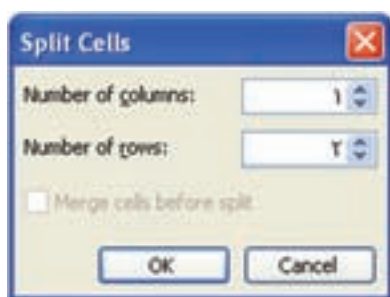 Split Cells
Number of columns: ۱
Number of rows: ۲
Merge cells before split
OK Cancel